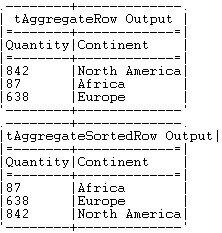 tAggregateRow Output
Quantity|Continent
842 |North America
87 |Africa
638 |Europe
tAggregateSortedRow Output|
Quantity|Continent
87 |Africa
638 |Europe
842 |North America